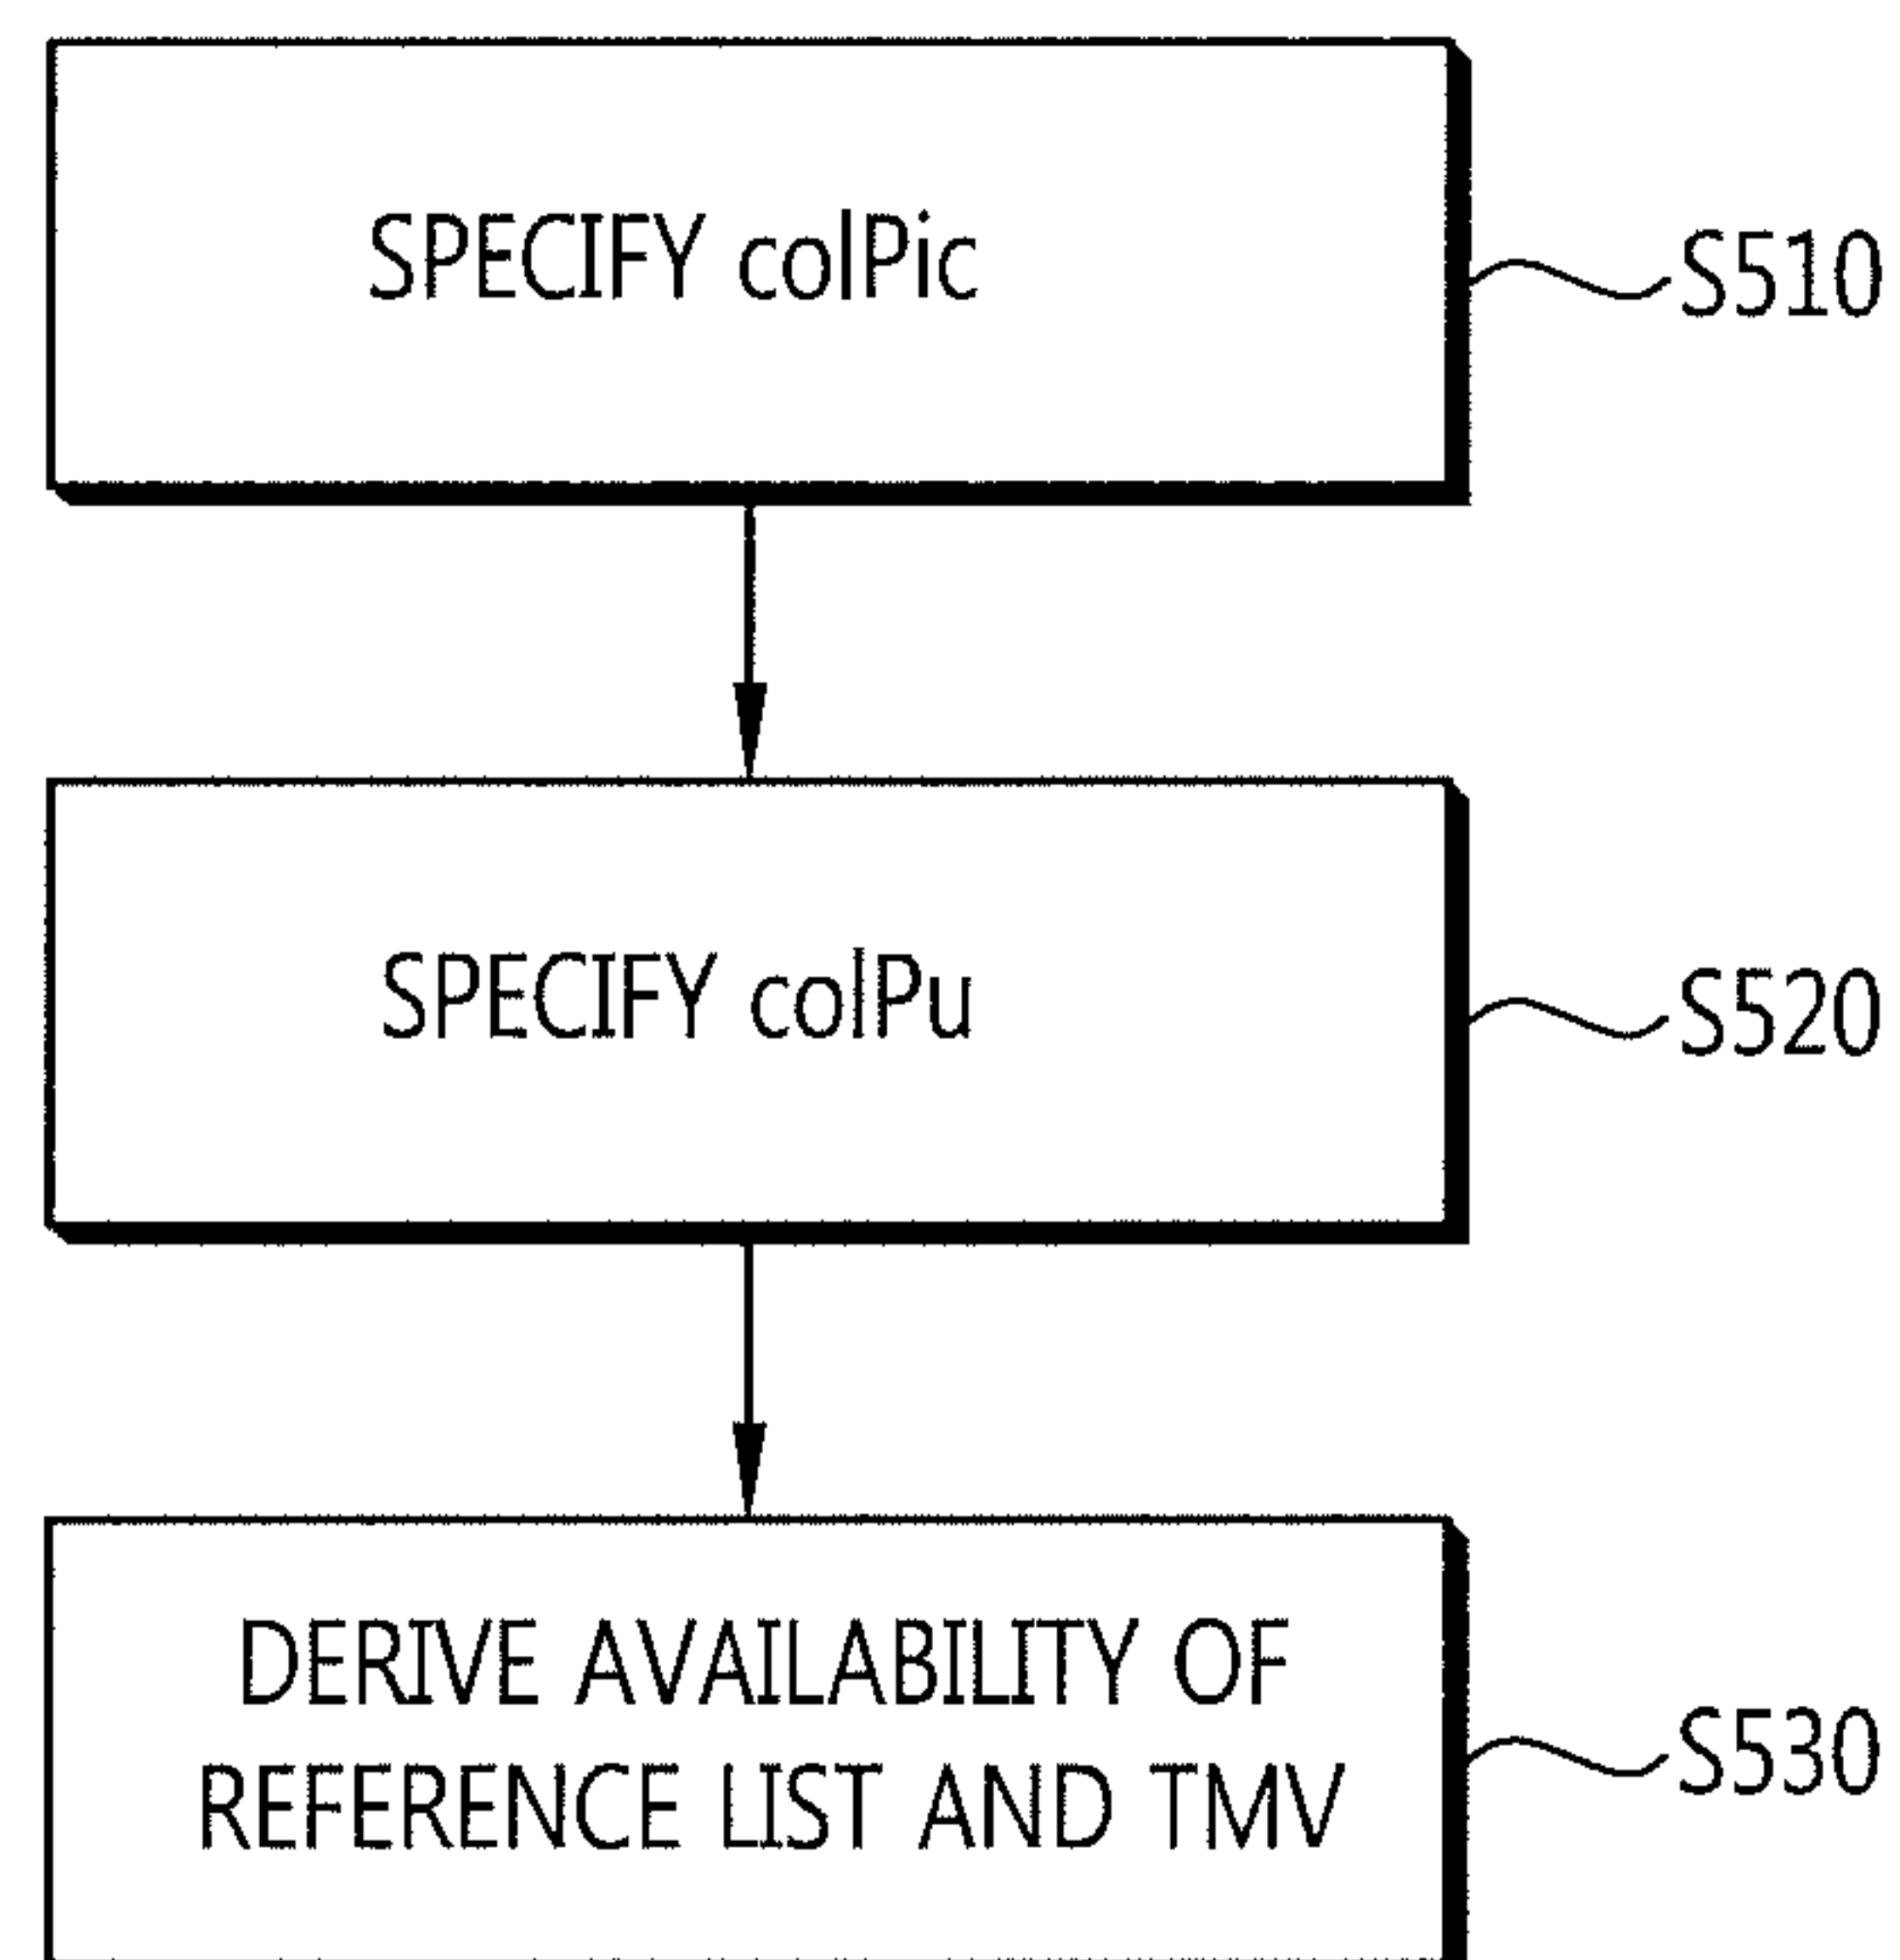 SPECIFY colPic
S510
SPECIFY colPu
S520
DERIVE AVAILABILITY OF
REFERENCE LIST AND TMV
S530